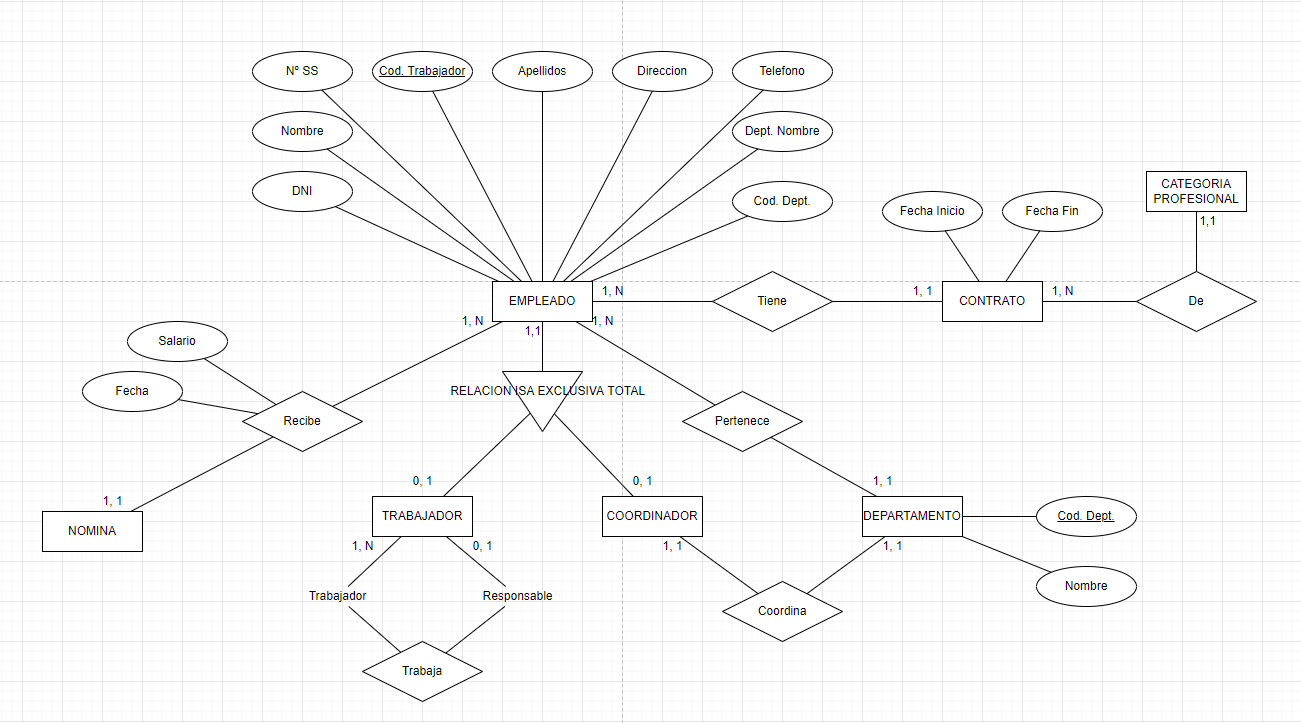 Nº SS
Cod. Trabajador
Apellidos
Direccion
Telefono
Nombre
Dept. Nombre
DNI
Cod. Dept.
CATEGORIA
PROFESIONAL
Fecha Inicio
Fecha Fin
1,1
EMPLEADO
1, N
Tiene
1, 1
CONTRATO
1, N
De
1, N
1,1
1, N
Salario
Fecha
RELACION ISA EXCLUSIVA TOTAL
Recibe
Pertenece
1, 1
0, 1
0, 1
1, 1
NOMINA
TRABAJADOR
COORDINADOR
DEPARTAMENTO
Cod. Dept.
1, N
0, 1
1, 1
1, 1
Nombre
Trabajador
Responsable
Coordina
Trabaja